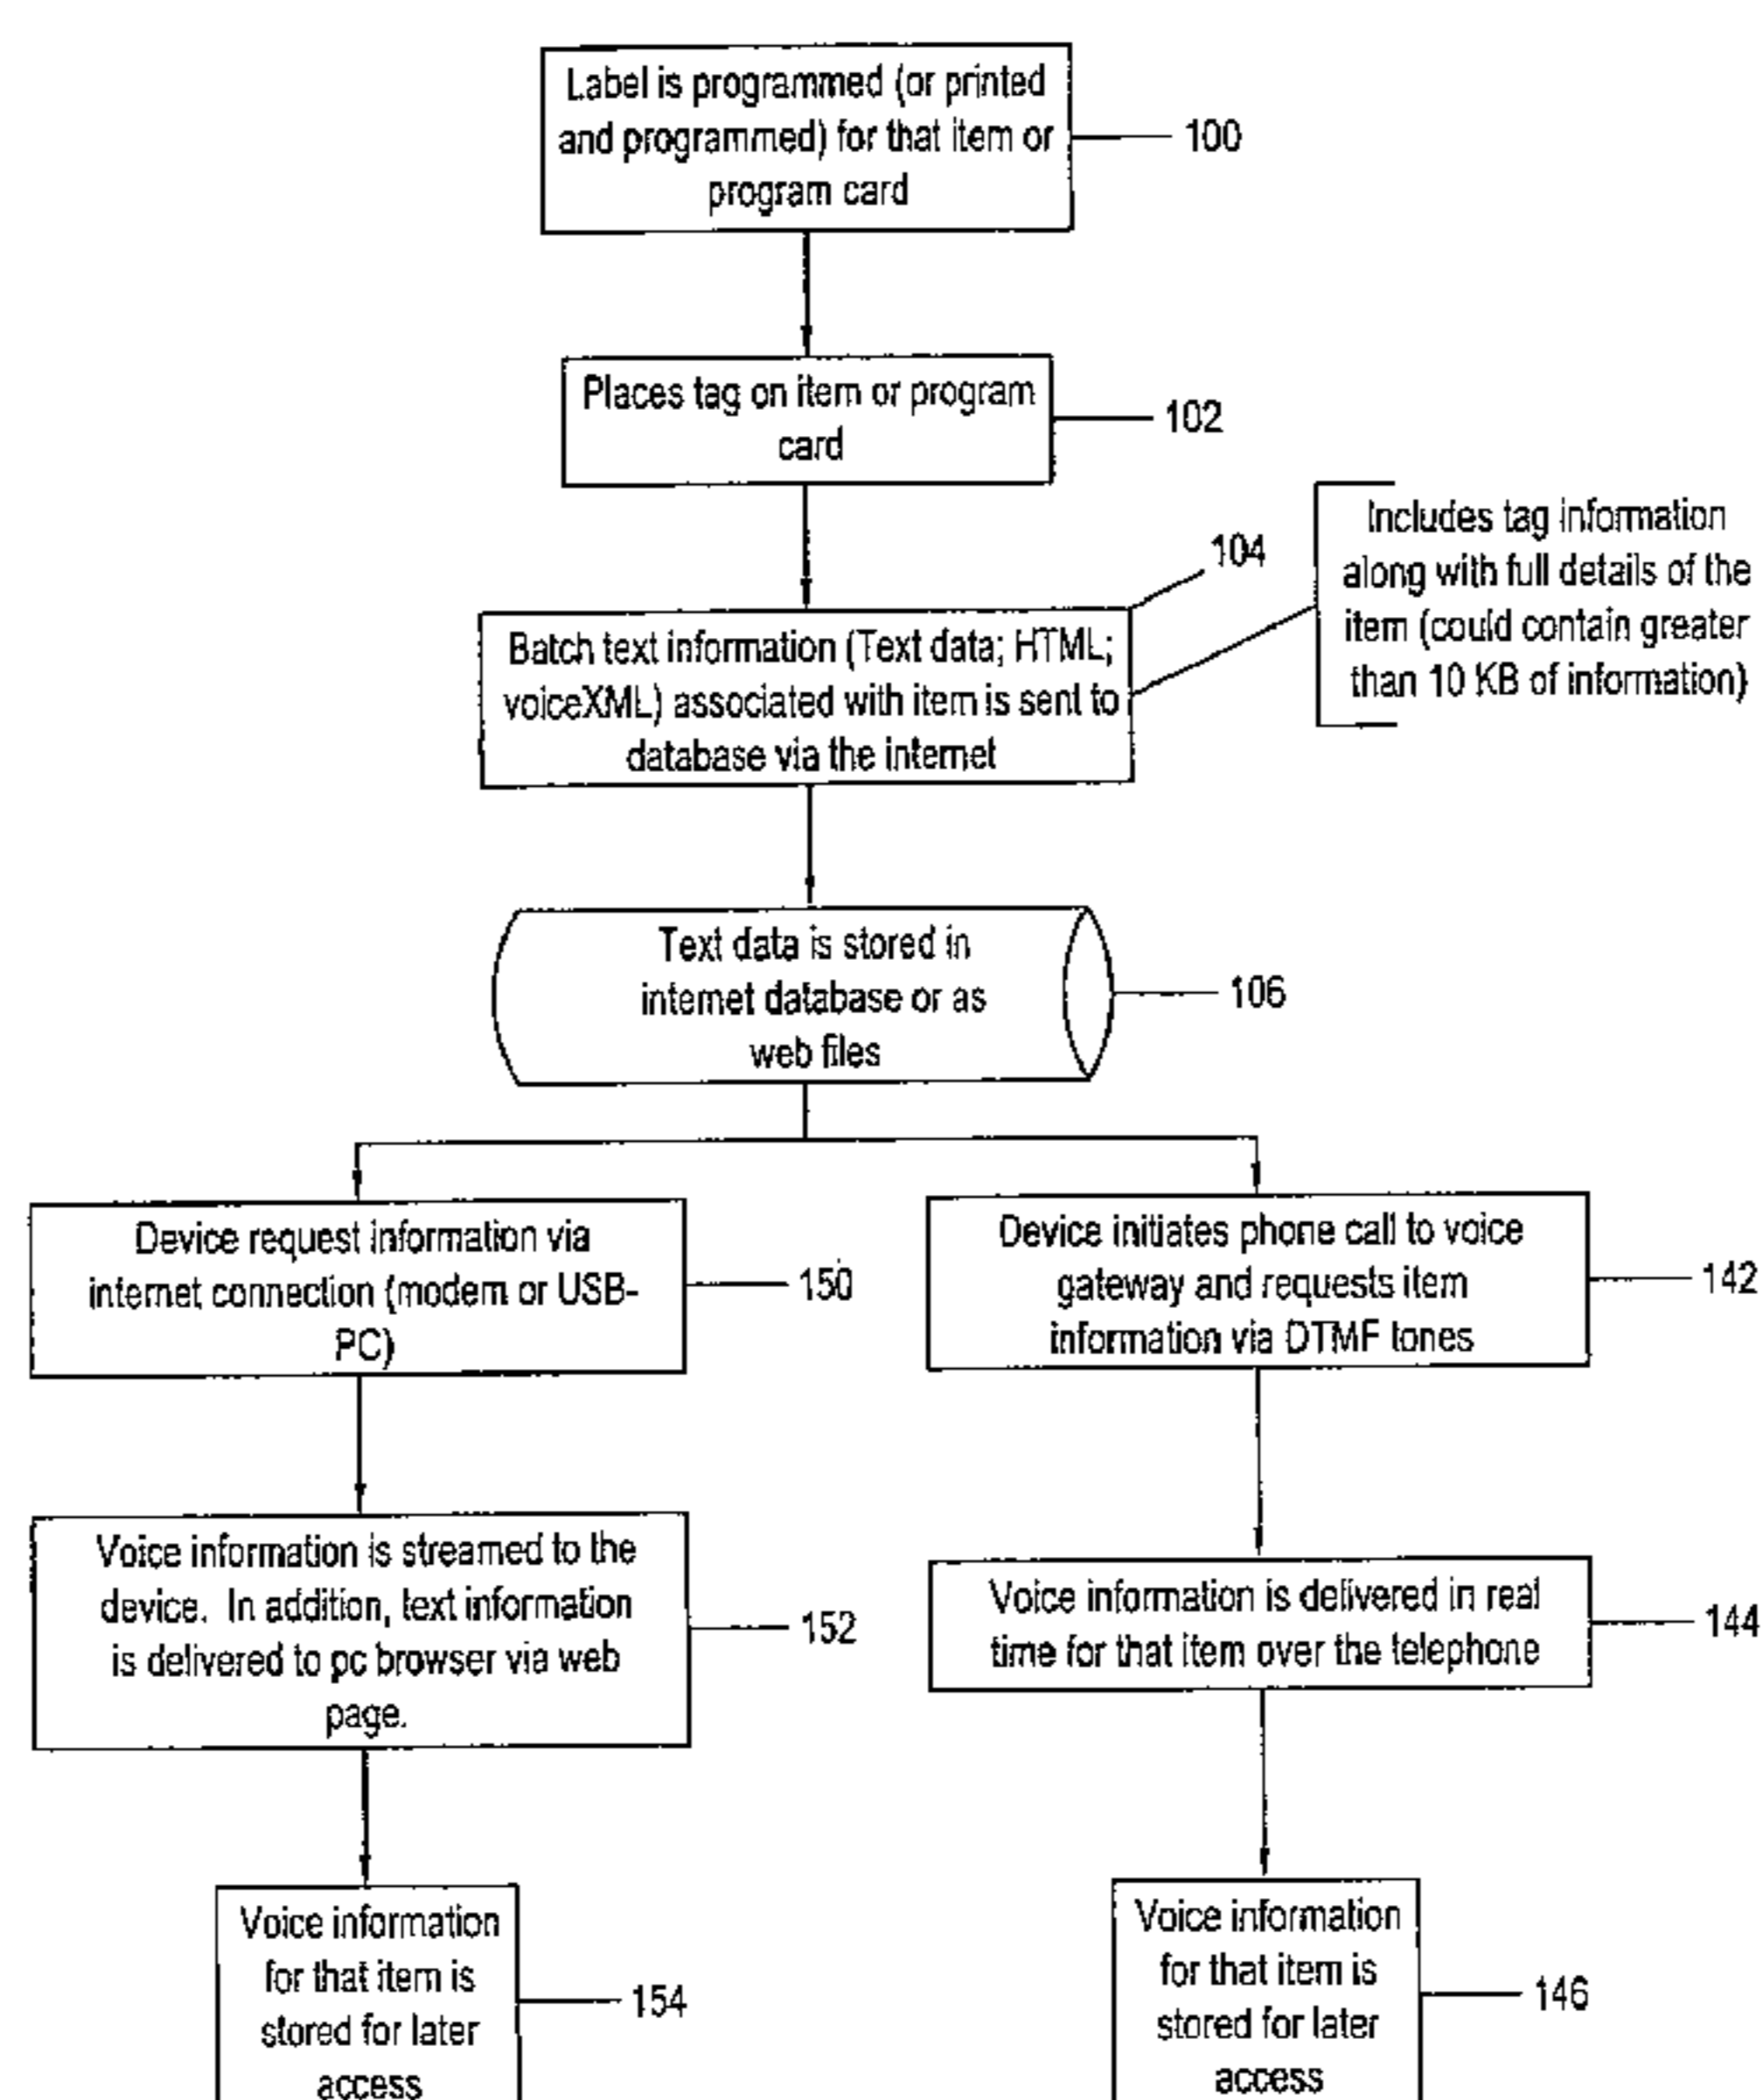 Label is programmed (or printed
and programmed) for that item or
program card
100
Places tag on item or program
card
102
104
Includes tag information
along with full details of the
item (could contain greater
than 10 KB of information)
Batch text information (Text data; HTML;
voiceXML) associated with item is sent to
database via the internet
Text data is stored in
internet database or as
web files
106
Device request information via
internet connection (modem or USB-
PC)
150
Device initiates phone call to voice
gateway and requests item
information via DTMF tones
142
Voice information is streamed to the
device. In addition, text information
is delivered to pc browser via web
page.
152
Voice information is delivered in real
time for that item over the telephone
144
Voice information
for that item is
stored for later
access
154
Voice information
for that item is
stored for later
access
146